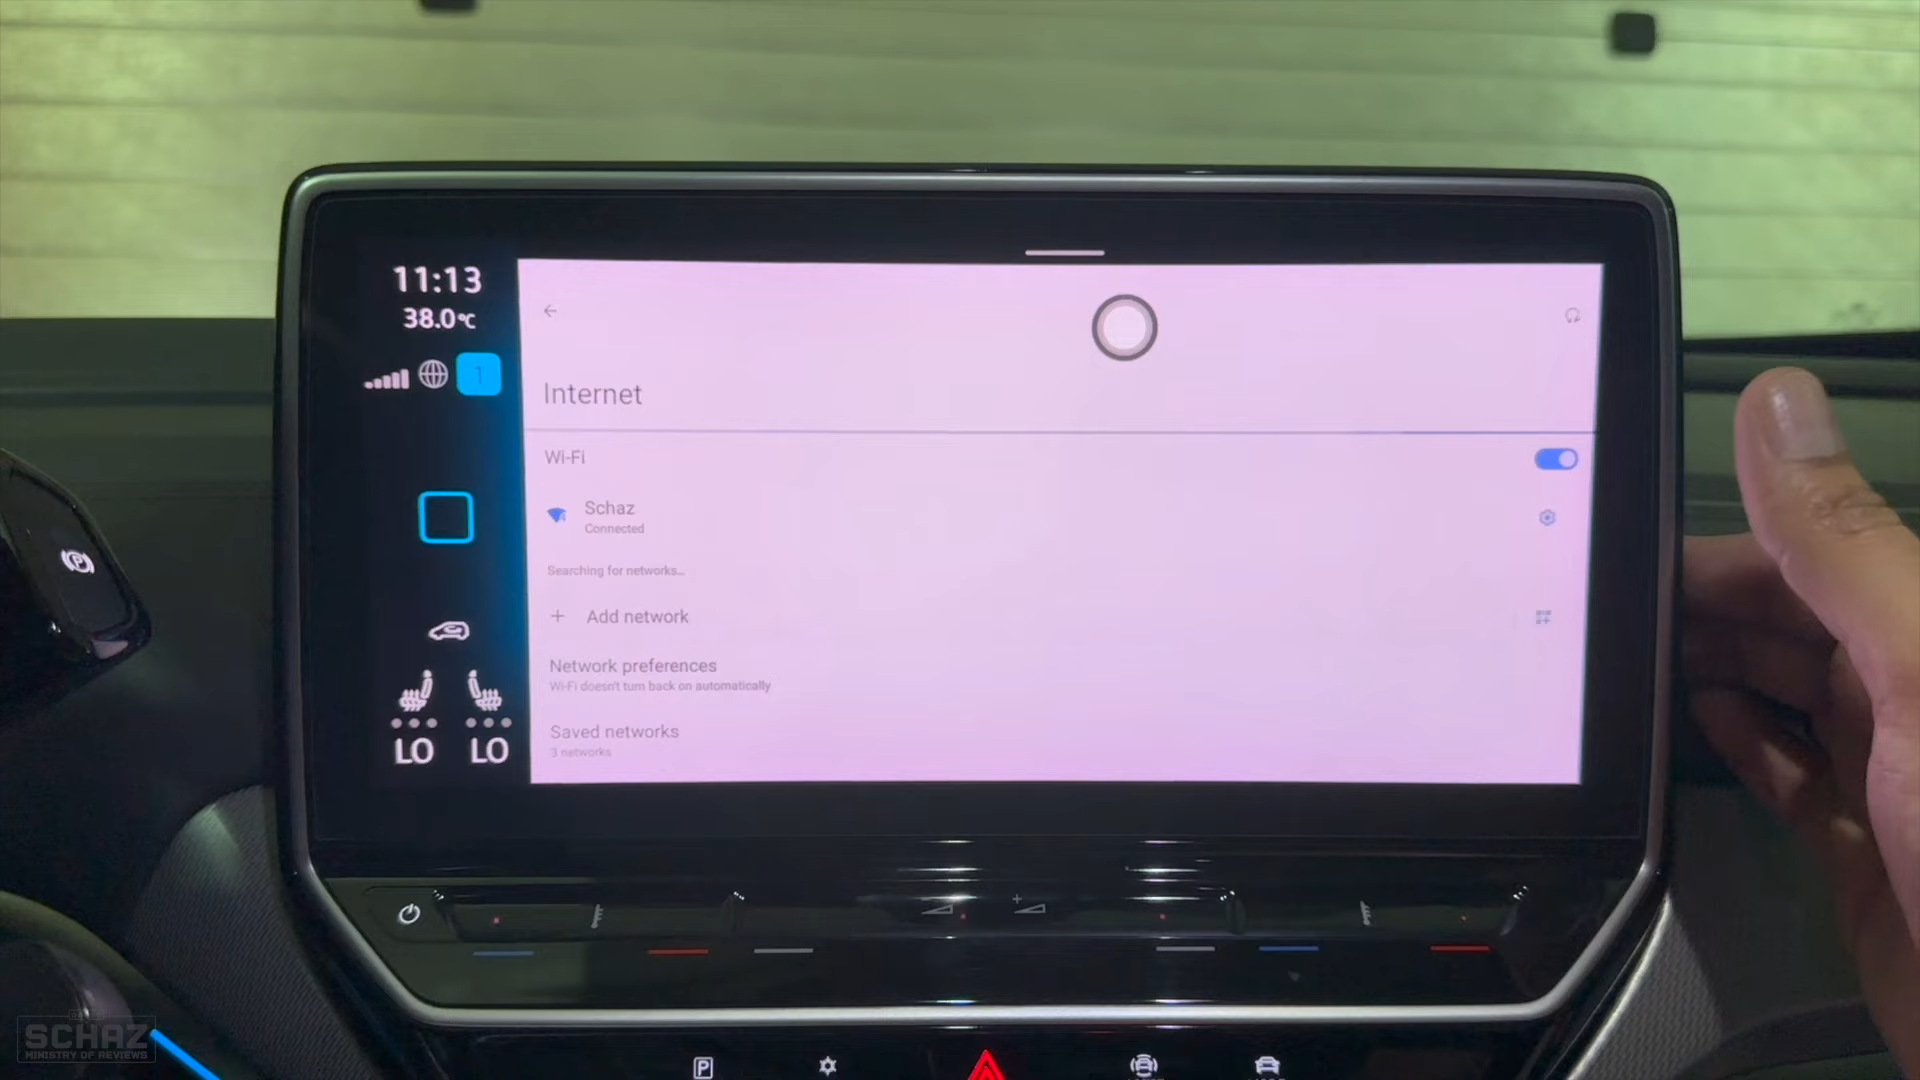 11:13
38.0°C
1
Internet
Wi-Fi
Schaz
Connected
Searching for networks...
Add network
Network preferences
Wi-Fi doesn't turn back on automatically
Saved networks
3 networks
LO LO
P
P
SCHAZ
MINISTRY OF REVIEWS